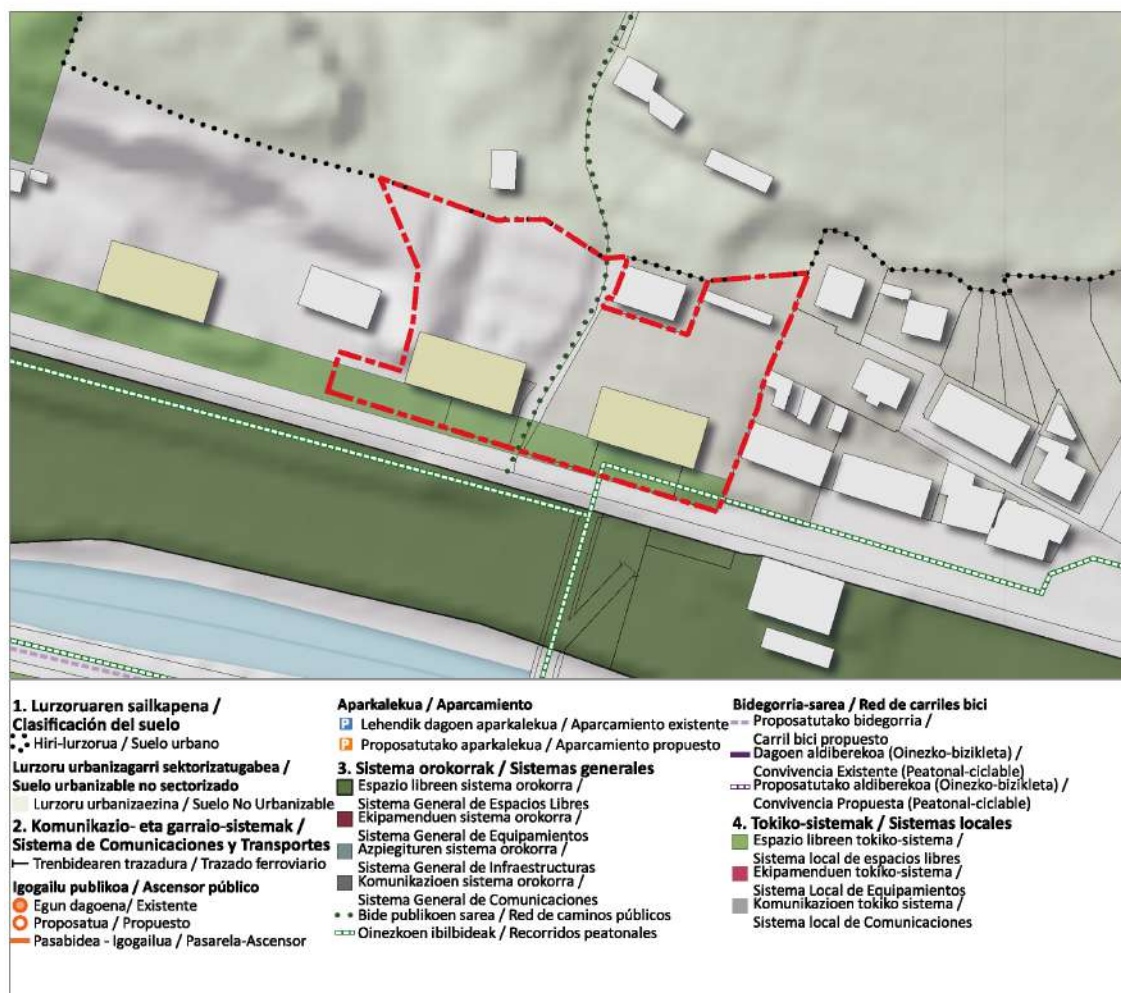 1. Lurzoruaren sailkapena /
Clasificación del suelo
Hiri-lurzorua / Suelo urbano
Lurzoru urbanizagarri sektorizatugabea /
Suelo urbanizable no sectorizado
Lurzoru urbanizaezina / Suelo No Urbanizable
2. Komunikazio- eta garraio-sistemak /
Sistema de Comunicaciones y Transportes
Trenbidearen trazadura / Trazado ferroviario
Igogailu publikoa / Ascensor público
Egun dagoena/ Existente
Proposatua / Propuesto
Pasabidea - Igogailua / Pasarela-Ascensor
Aparkalekua / Aparcamiento
P Lehendik dagoen aparkalekua / Aparcamiento existente
P Proposatutako aparkalekua / Aparcamiento propuesto
3. Sistema orokorrak / Sistemas generales
Espazio libreen sistema orokorra /
Sistema General de Espacios Libres
Ekipamenduen sistema orokorra /
Sistema General de Equipamientos
Azpiegituren sistema orokorra /
Sistema General de Infraestructuras
Komunikazioen sistema orokorra /
Sistema General de Comunicaciones
Bide publikoen sarea / Red de caminos públicos
Oinezkoen ibilbideak / Recorridos peatonales
Bidegorria-sarea / Red de carriles bici
Proposatutako bidegorria /
Carril bici propuesto
Dagoen aldiberekoa (Oinezko-bizikleta) /
Convivencia Existente (Peatonal-ciclable)
Proposatutako aldiberekoa (Oinezko-bizikleta) /
Convivencia Propuesta (Peatonal-ciclable)
4. Tokiko-sistemak / Sistemas locales
Espazio libreen tokiko-sistema /
Sistema local de espacios libres
Ekipamenduen tokiko-sistema /
Sistema Local de Equipamientos
Komunikazioen tokiko sistema /
Sistema local de Comunicaciones